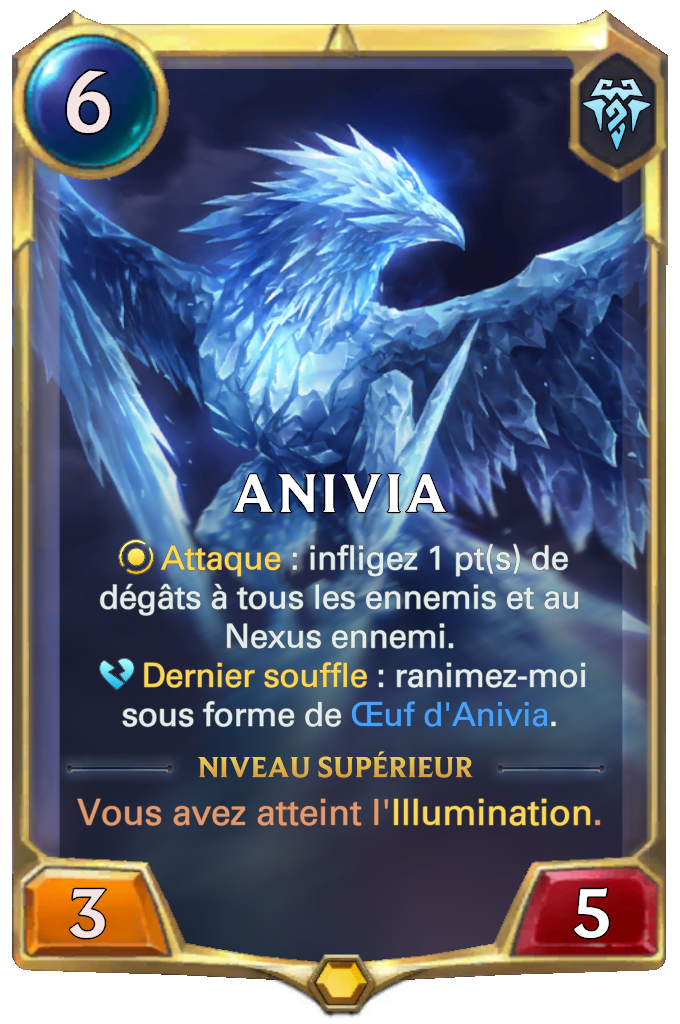 6
ANIVIA
Attaque : infligez 1 pt(s) de
dégâts à tous les ennemis et au
Nexus ennemi.
Dernier souffle : ranimez-moi
sous forme de Œuf d'Anivia.
NIVEAU SUPÉRIEUR
Vous avez atteint l'Illumination.
3
5